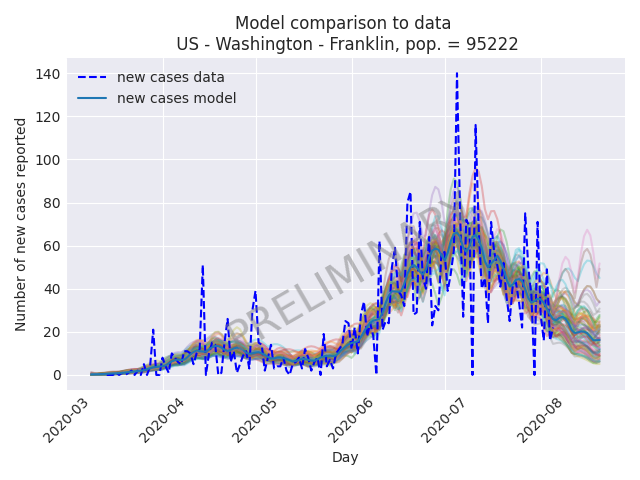 Model comparison to data
US - Washington - Franklin, pop. = 95222
new cases data
new cases model
PRELIMINARY
Number of new cases reported
140
120
100
80
60
40
20
0
2020-03
2020-04
2020-05
2020-06
2020-07
2020-08
Day